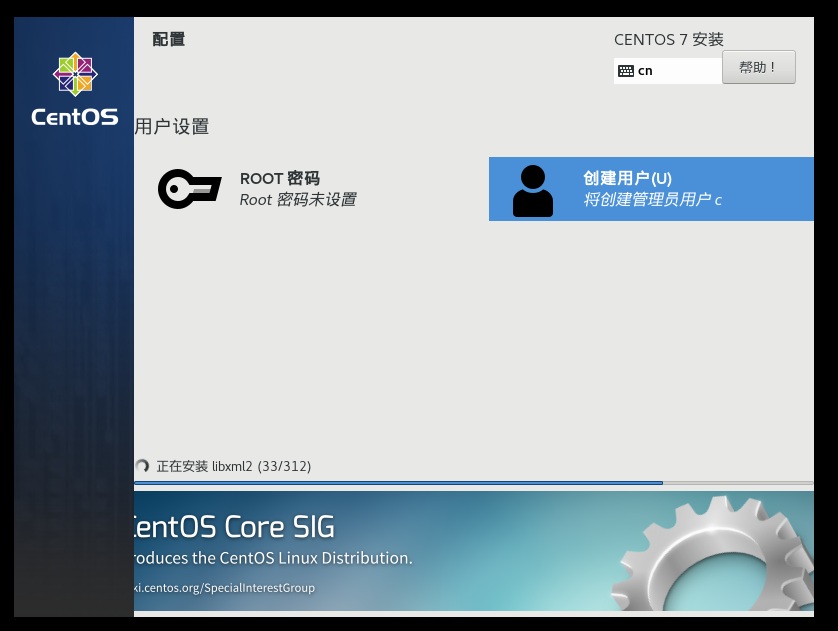 CentOS
配置
CENTOS 7 安装
cn
帮助！
用户设置
ROOT 密码
Root 密码未设置
创建用户(U)
将创建管理员用户 c
正在安装 libxml2 (33/312)
CentOS Core SIG
roduces the CentOS Linux Distribution.
ki.centos.org/SpecialInterestGroup